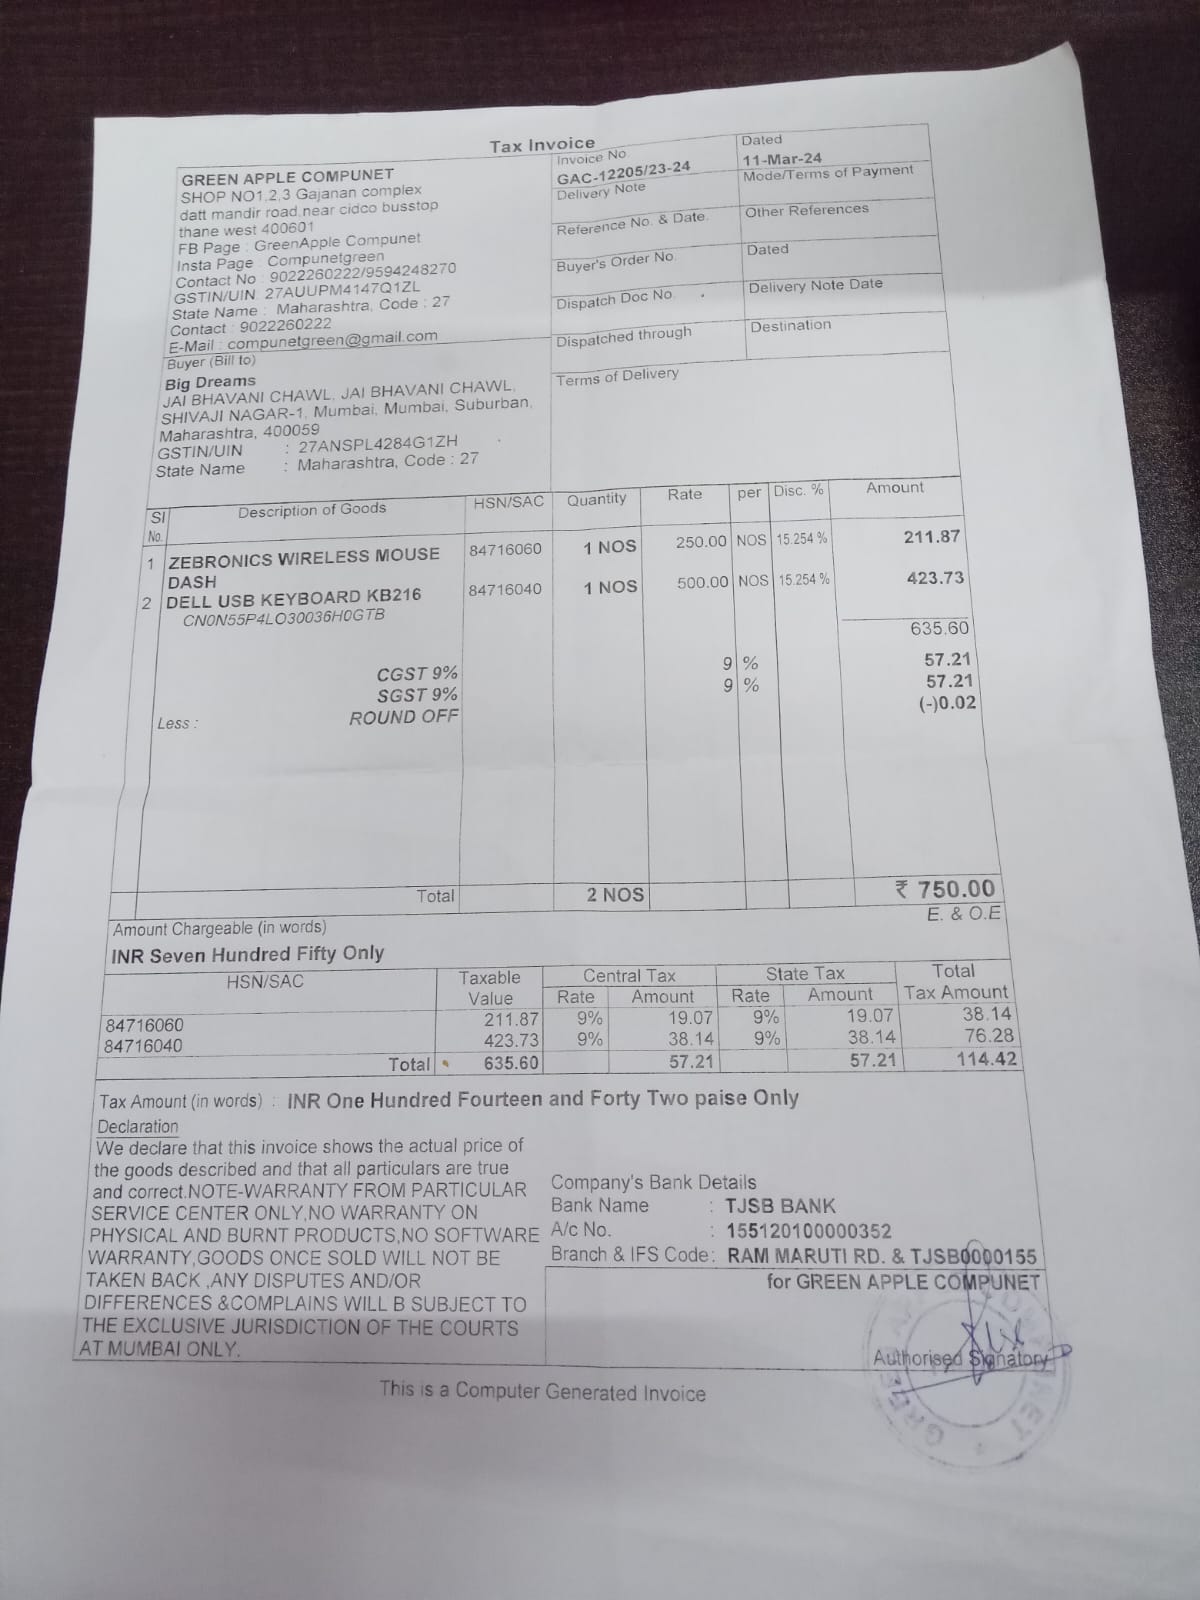 Tax Invoice
GREEN APPLE COMPUNET
SHOP NO1,2,3 Gajanan complex
datt mandir road,near cidco busstop
thane west 400601
FB Page : GreenApple Compunet
Insta Page : Compunetgreen
Contact No : 9022260222/9594248270
GSTIN/UIN: 27AUUPM4147Q1ZL
State Name : Maharashtra, Code : 27
Contact : 9022260222
E-Mail : compunetgreen@gmail.com
Invoice No.
GAC-12205/23-24
Dated
11-Mar-24
Delivery Note
Mode/Terms of Payment
Reference No. & Date.
Other References
Buyer's Order No.
Dated
Dispatch Doc No.
Delivery Note Date
Dispatched through
Destination
Terms of Delivery
Buyer (Bill to)
Big Dreams
JAI BHAVANI CHAWL, JAI BHAVANI CHAWL,
SHIVAJI NAGAR-1, Mumbai, Mumbai, Suburban,
Maharashtra, 400059
GSTIN/UIN : 27ANSPL4284G1ZH
State Name : Maharashtra, Code : 27
Sl No. Description of Goods HSN/SAC Quantity Rate per Disc. % Amount
1 ZEBRONICS WIRELESS MOUSE 84716060 1 NOS 250.00 NOS 15.254 % 211.87
DASH
2 DELL USB KEYBOARD KB216 84716040 1 NOS 500.00 NOS 15.254 % 423.73
CN0N55P4LO30036H0GTB
635.60
CGST 9% 9 % 57.21
SGST 9% 9 % 57.21
Less : ROUND OFF (-)0.02
Total 2 NOS ₹ 750.00
Amount Chargeable (in words) E. & O.E
INR Seven Hundred Fifty Only
HSN/SAC Taxable Value Central Tax State Tax Total Tax Amount
Rate Amount Rate Amount
84716060 211.87 9% 19.07 9% 19.07 38.14
84716040 423.73 9% 38.14 9% 38.14 76.28
Total 635.60 57.21 57.21 114.42
Tax Amount (in words) : INR One Hundred Fourteen and Forty Two paise Only
Declaration
We declare that this invoice shows the actual price of
the goods described and that all particulars are true
and correct.NOTE-WARRANTY FROM PARTICULAR
SERVICE CENTER ONLY,NO WARRANTY ON
PHYSICAL AND BURNT PRODUCTS,NO SOFTWARE
WARRANTY,GOODS ONCE SOLD WILL NOT BE
TAKEN BACK ,ANY DISPUTES AND/OR
DIFFERENCES &COMPLAINS WILL B SUBJECT TO
THE EXCLUSIVE JURISDICTION OF THE COURTS
AT MUMBAI ONLY.
Company's Bank Details
Bank Name : TJSB BANK
A/c No. : 155120100000352
Branch & IFS Code : RAM MARUTI RD. & TJSB0000155
for GREEN APPLE COMPUNET
Authorised Signatory
This is a Computer Generated Invoice